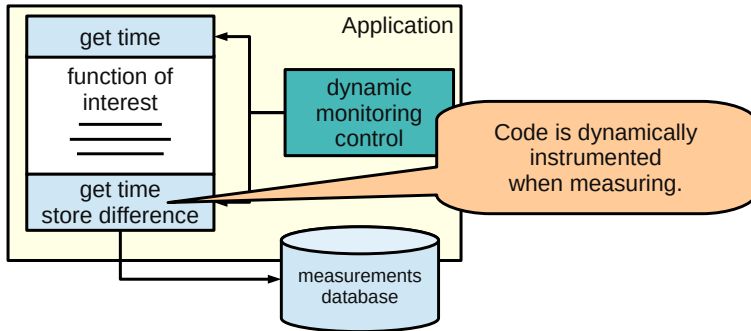 Application
get time
function of
interest
dynamic
monitoring
control
Code is dynamically
instrumented
when measuring.
get time
store difference
measurements
database